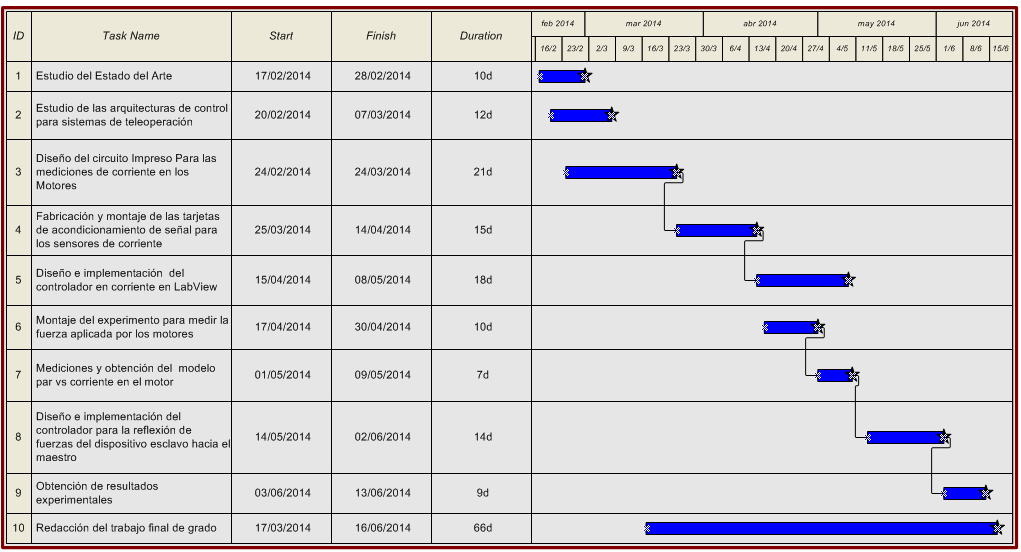 ID Task Name Start Finish Duration feb 2014 mar 2014 abr 2014 may 2014 jun 2014
16/2 23/2 2/3 9/3 16/3 23/3 30/3 6/4 13/4 20/4 27/4 4/5 11/5 18/5 25/5 1/6 8/6 15/6
1 Estudio del Estado del Arte 17/02/2014 28/02/2014 10d
2 Estudio de las arquitecturas de control
para sistemas de teleoperación 20/02/2014 07/03/2014 12d
3 Diseño del circuito Impreso Para las
mediciones de corriente en los
Motores 24/02/2014 24/03/2014 21d
4 Fabricación y montaje de las tarjetas
de acondicionamiento de señal para
los sensores de corriente 25/03/2014 14/04/2014 15d
5 Diseño e implementación del
controlador en corriente en LabView 15/04/2014 08/05/2014 18d
6 Montaje del experimento para medir la
fuerza aplicada por los motores 17/04/2014 30/04/2014 10d
7 Mediciones y obtención del modelo
par vs corriente en el motor 01/05/2014 09/05/2014 7d
8 Diseño e implementación del
controlador para la reflexión de
fuerzas del dispositivo esclavo hacia el
maestro 14/05/2014 02/06/2014 14d
9 Obtención de resultados
experimentales 03/06/2014 13/06/2014 9d
10 Redacción del trabajo final de grado 17/03/2014 16/06/2014 66d